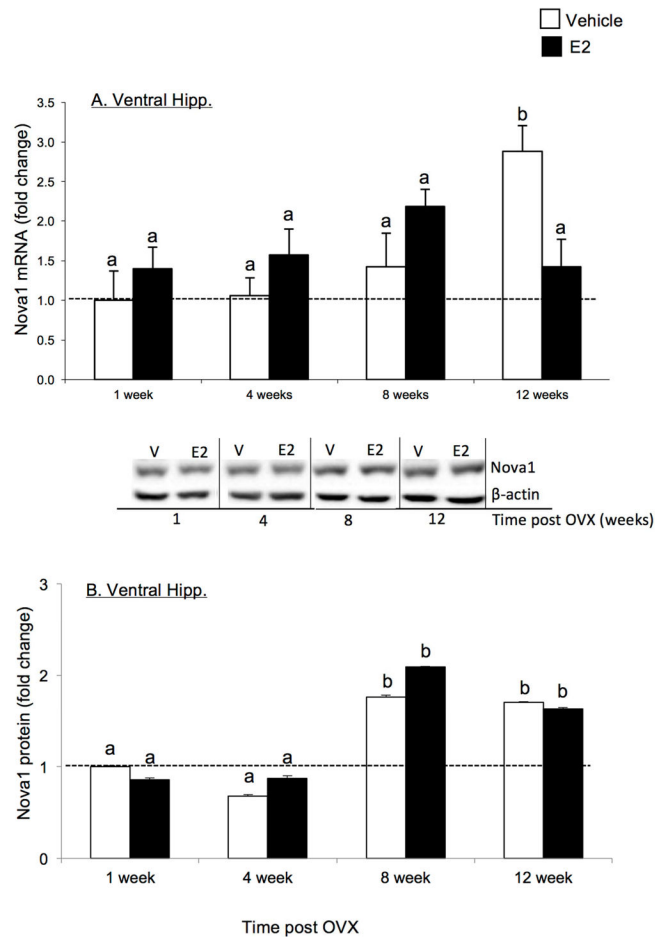 Vehicle
E2
A. Ventral Hipp.
Nova1 mRNA (fold change)
3.5
3.0
2.5
2.0
1.5
1.0
0.5
0.0
a a a a a a b a
1 week 4 weeks 8 weeks 12 weeks
V E2 V E2 V E2 V E2
Nova1
β-actin
1 4 8 12 Time post OVX (weeks)
B. Ventral Hipp.
Nova1 protein (fold change)
3
2
1
0
a a a a b b b b
1 week 4 week 8 week 12 week
Time post OVX